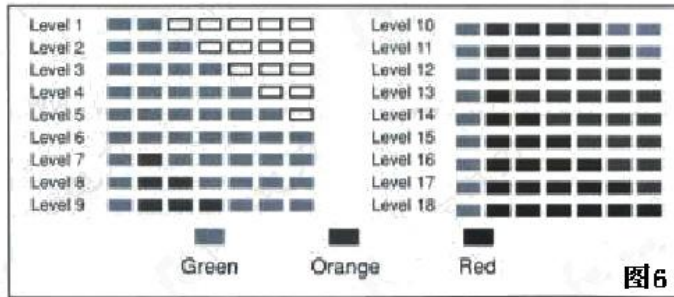 Level 1
Level 2
Level 3
Level 4
Level 5
Level 6
Level 7
Level 8
Level 9
Level 10
Level 11
Level 12
Level 13
Level 14
Level 15
Level 16
Level 17
Level 18
Green Orange Red
图6